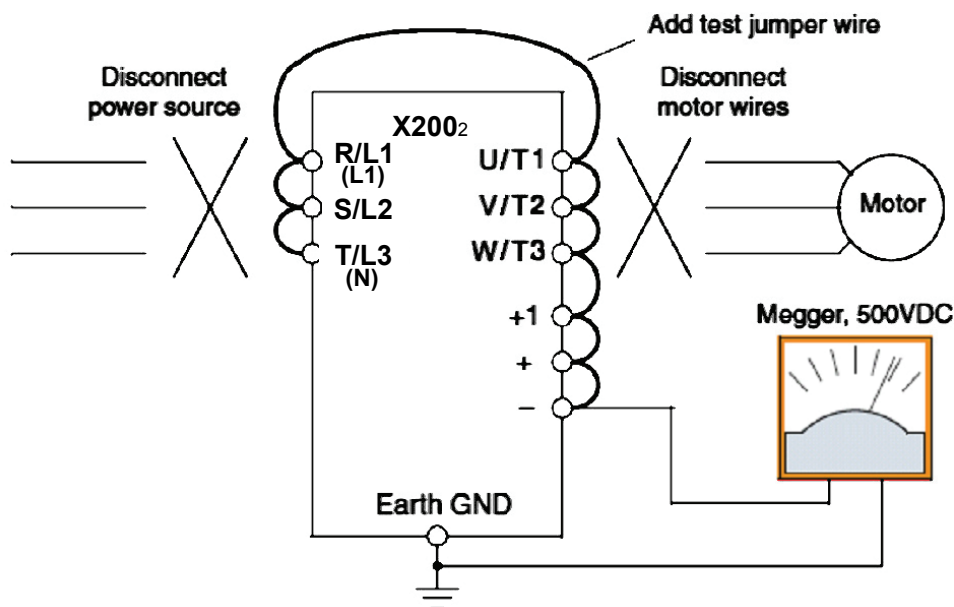 Add test jumper wire
Disconnect
power source
Disconnect
motor wires
X2002
R/L1
(L1)
S/L2
T/L3
(N)
U/T1
V/T2
W/T3
+1
+
−
Motor
Megger, 500VDC
Earth GND